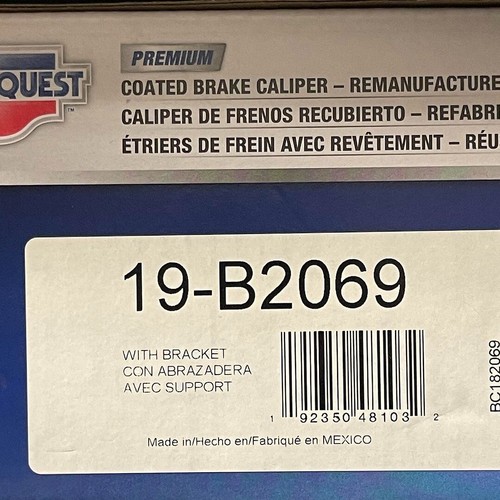 QUEST
TM
PREMIUM
COATED BRAKE CALIPER – REMANUFACTURE
CALIPER DE FRENOS RECUBIERTO – REFABRI
ÉTRIERS DE FREIN AVEC REVÊTEMENT – RÉU
19-B2069
WITH BRACKET
CON ABRAZADERA
AVEC SUPPORT
1 92350 48103 2
BC182069
Made in/Hecho en/Fabriqué en MEXICO